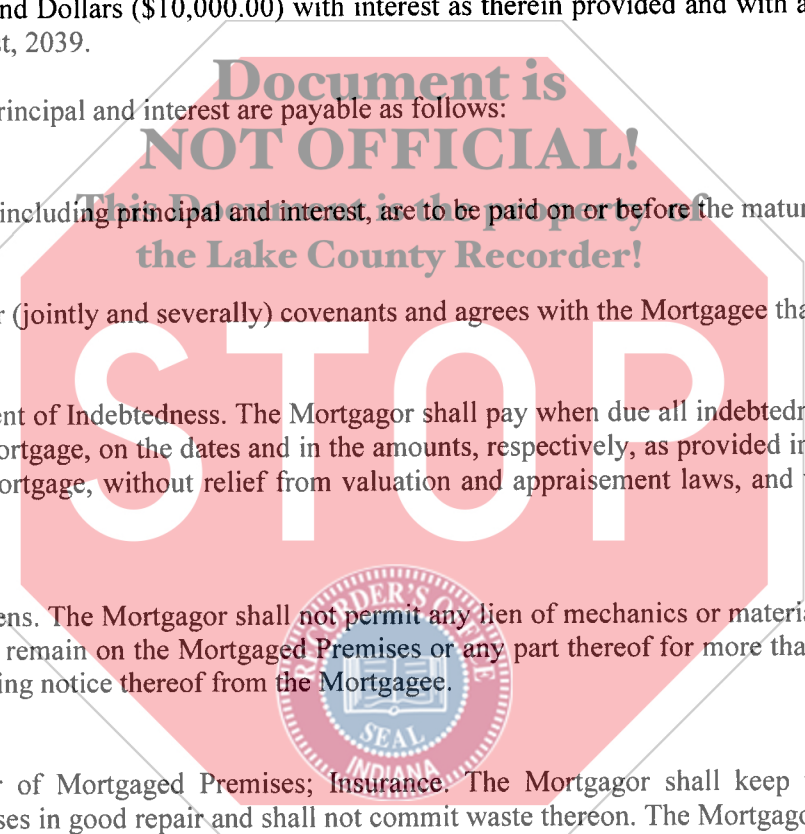 nd Dollars ($10,000.00) with interest as therein provided and with a
t, 2039.
Document is
rincipal and interest are payable as follows:
NOT OFFICIAL!
This Document is the property of
including principal and interest, are to be paid on or before the matur
the Lake County Recorder!
r (jointly and severally) covenants and agrees with the Mortgagee tha
STOP
ent of Indebtedness. The Mortgagor shall pay when due all indebtedn
ortgage, on the dates and in the amounts, respectively, as provided in
ortgage, without relief from valuation and appraisement laws, and
RECORDER'S OFFICE
ens. The Mortgagor shall not permit any lien of mechanics or materia
remain on the Mortgaged Premises or any part thereof for more tha
ing notice thereof from the Mortgagee.
SEAL
INDIANA
r of Mortgaged Premises; Insurance. The Mortgagor shall keep
ses in good repair and shall not commit waste thereon. The Mortgago